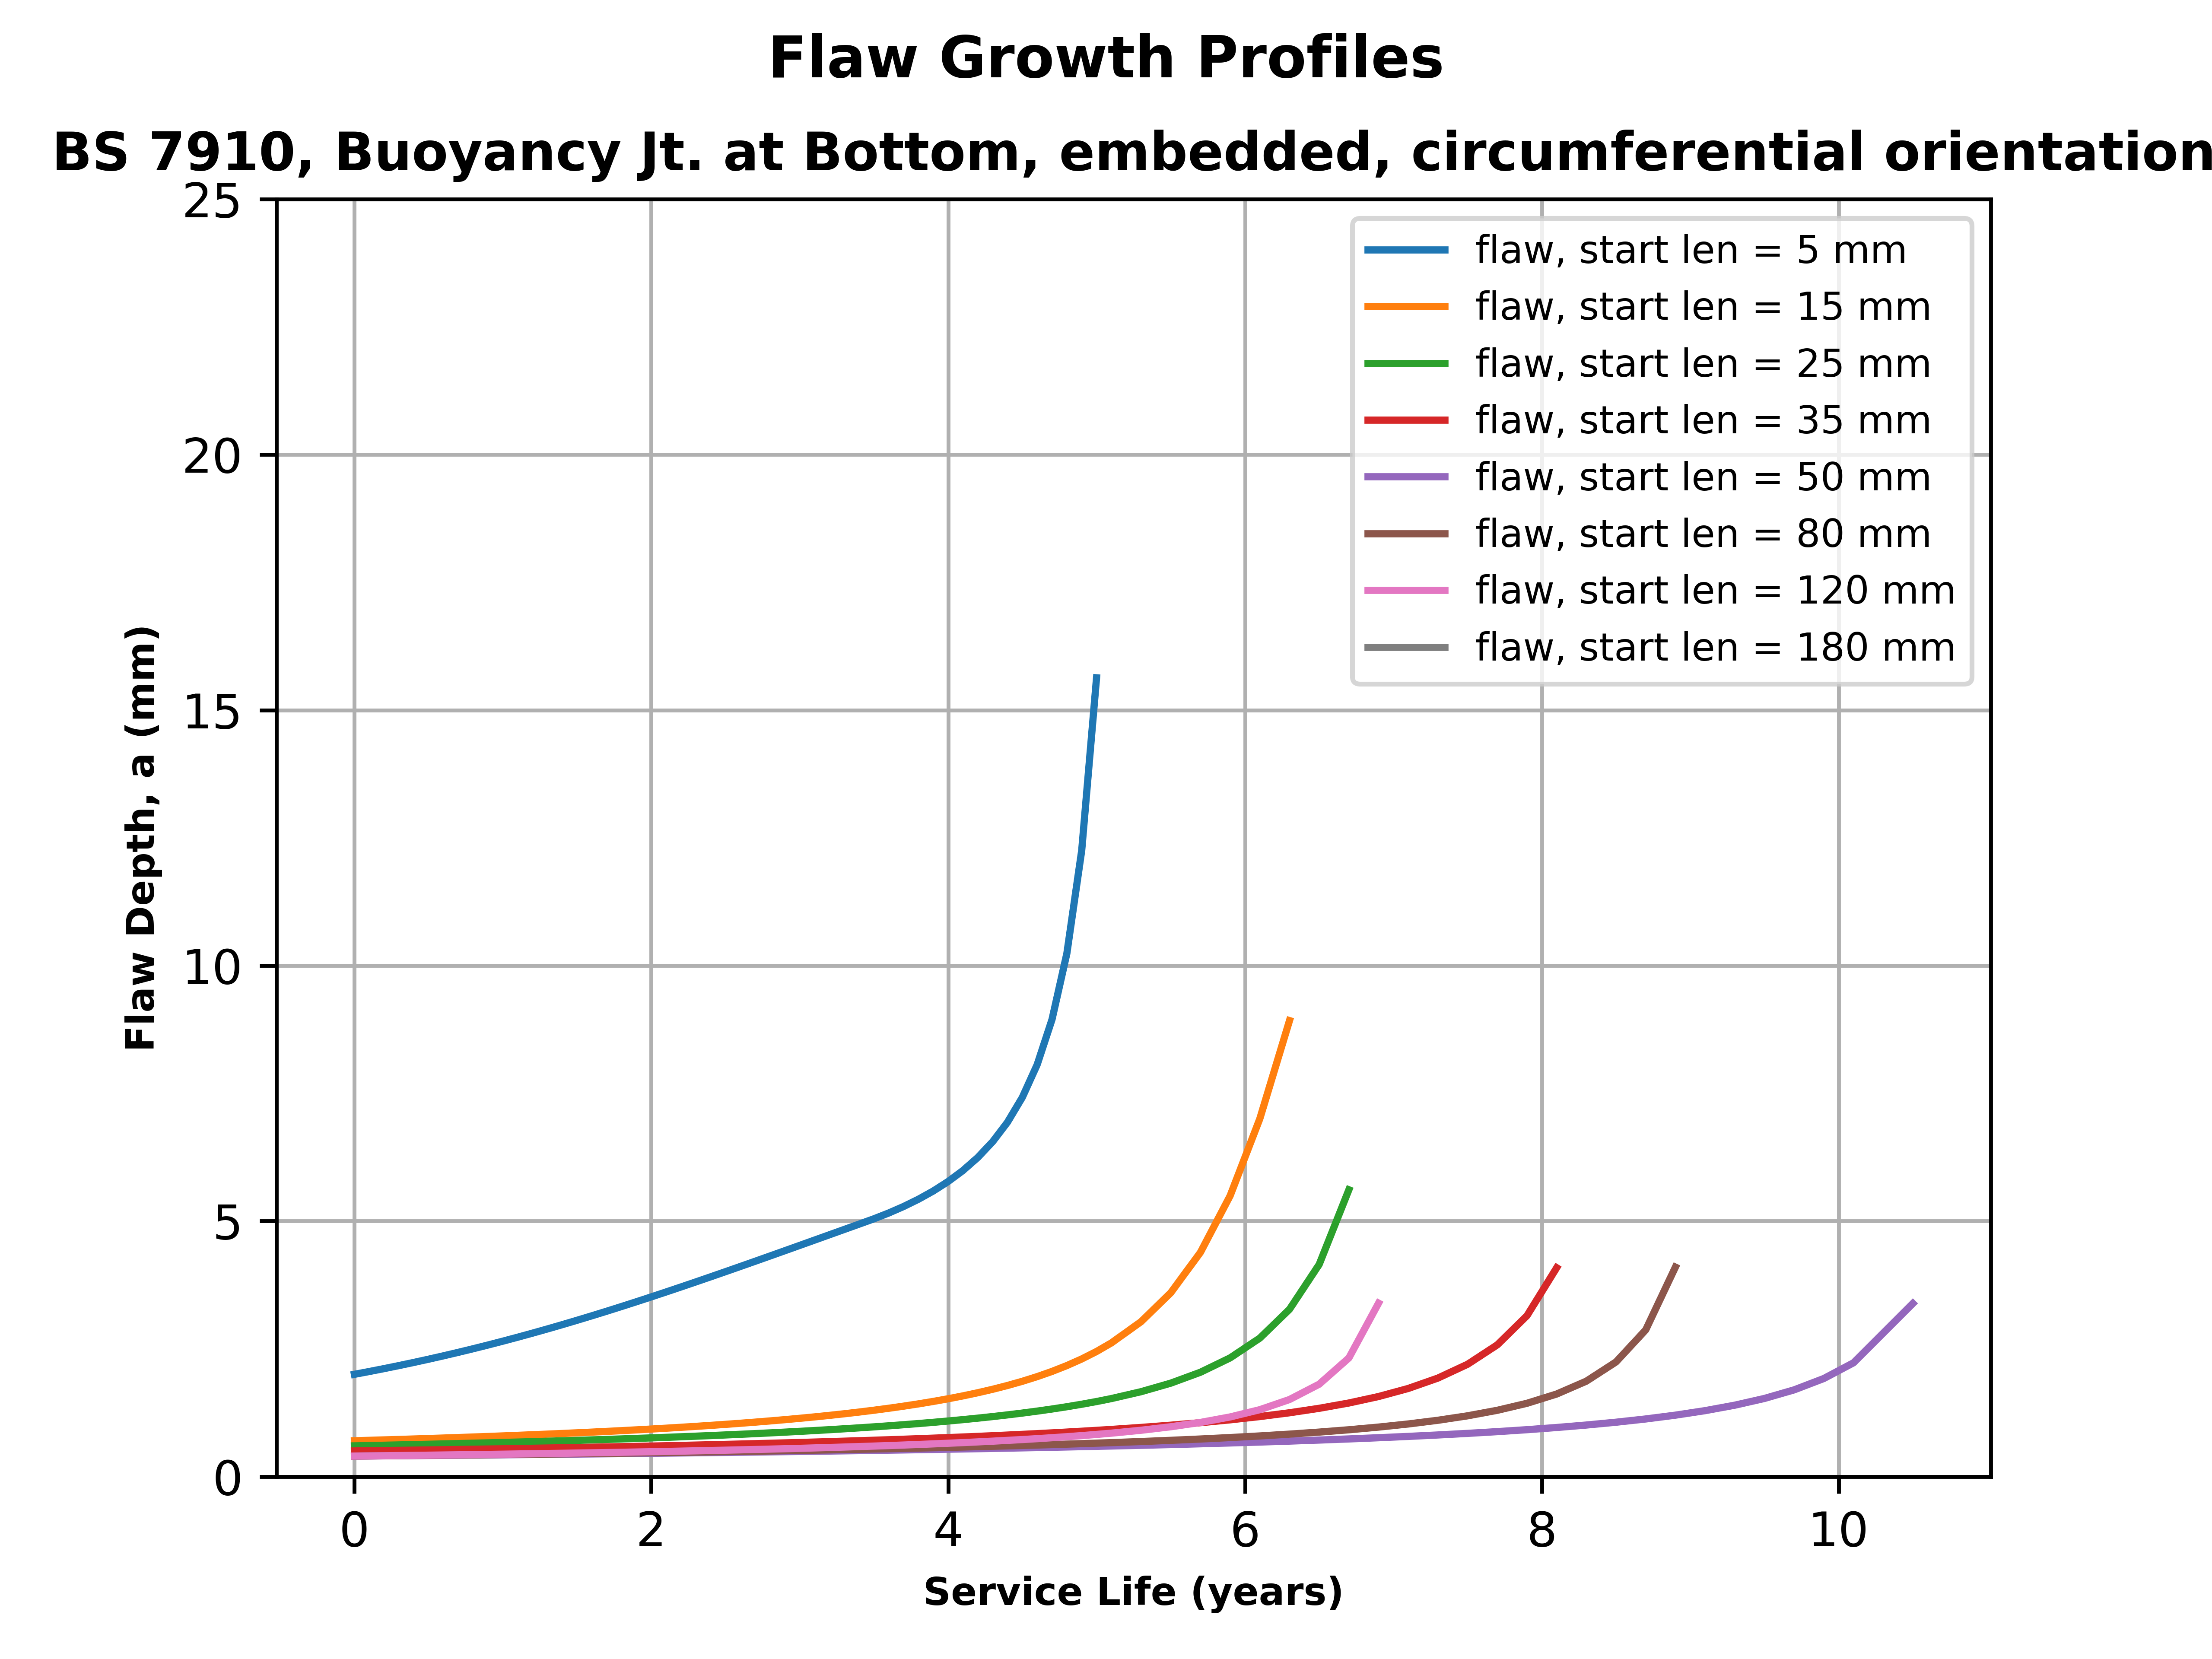 Flaw Growth Profiles
BS 7910, Buoyancy Jt. at Bottom, embedded, circumferential orientation
25
20
15
10
5
0
Flaw Depth, a (mm)
flaw, start len = 5 mm
flaw, start len = 15 mm
flaw, start len = 25 mm
flaw, start len = 35 mm
flaw, start len = 50 mm
flaw, start len = 80 mm
flaw, start len = 120 mm
flaw, start len = 180 mm
0 2 4 6 8 10
Service Life (years)